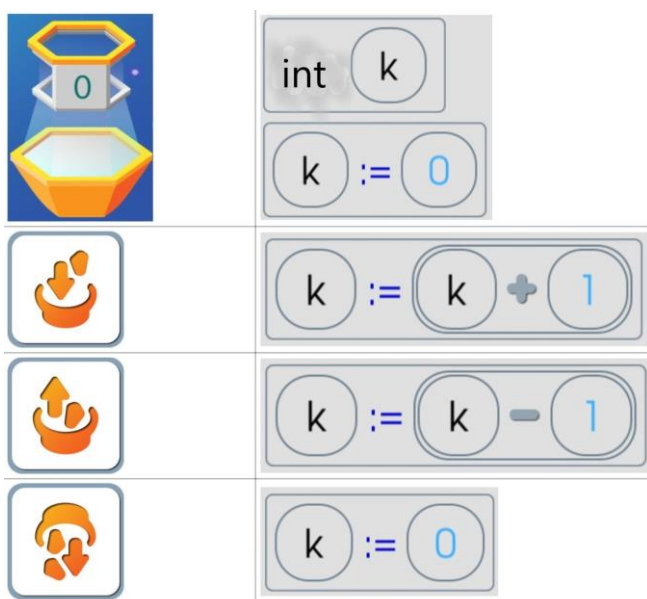 0
int k
k := 0
k := k + 1
k := k - 1
k := 0